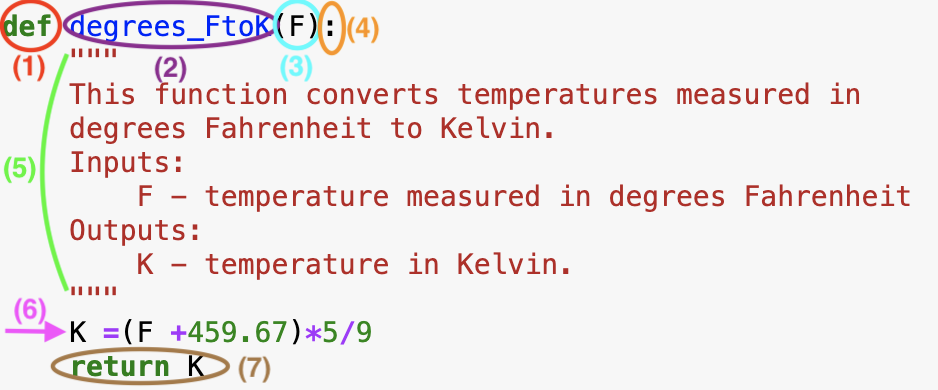 def degrees_FtoK(F): (4)
(1) (2) (3)
"""
This function converts temperatures measured in
degrees Fahrenheit to Kelvin.
(5) Inputs:
F – temperature measured in degrees Fahrenheit
Outputs:
K – temperature in Kelvin.
"""
(6)
K =(F +459.67)*5/9
return K (7)